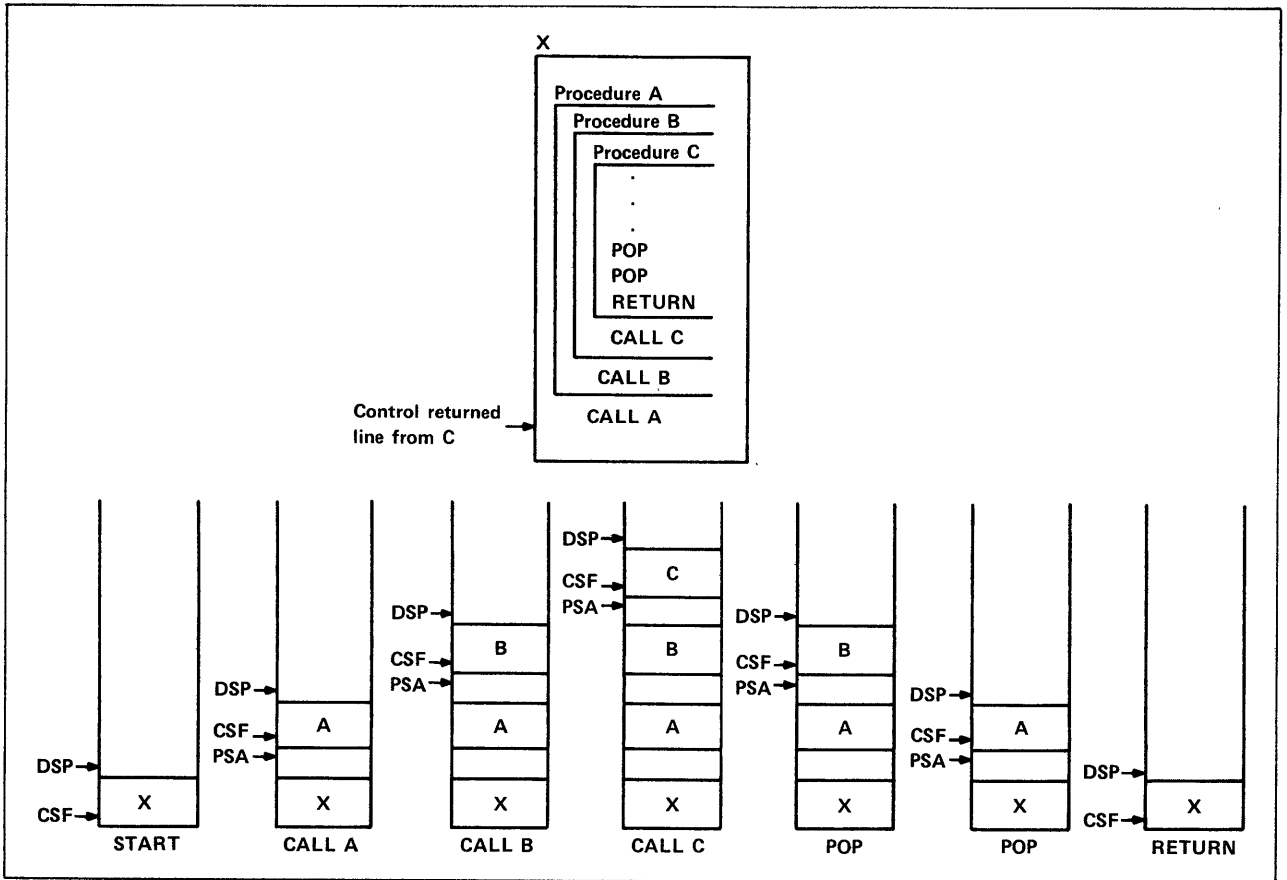 X
Procedure A
Procedure B
Procedure C
.
.
.
POP
POP
RETURN
CALL C
CALL B
CALL A
Control returned
line from C
DSP
X
CSF
START
DSP
A
CSF
PSA
X
CALL A
DSP
B
CSF
PSA
A
X
CALL B
DSP
C
CSF
PSA
B
A
X
CALL C
DSP
B
CSF
PSA
A
X
POP
DSP
A
CSF
PSA
X
POP
DSP
X
CSF
RETURN